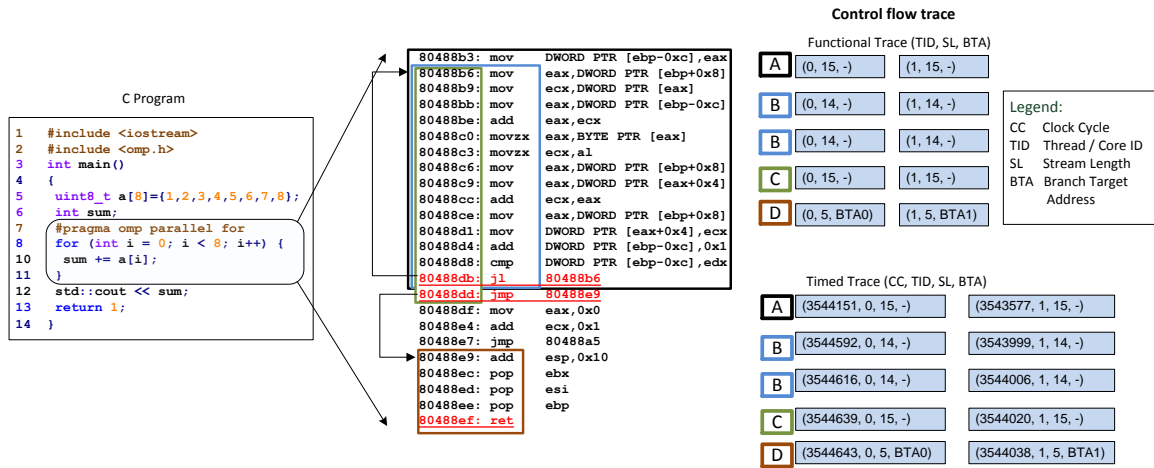 Control flow trace
C Program
1 #include <iostream>
2 #include <omp.h>
3 int main()
4 {
5 uint8_t a[8]={1,2,3,4,5,6,7,8};
6 int sum;
7 #pragma omp parallel for
8 for (int i = 0; i < 8; i++) {
10 sum += a[i];
11 }
12 std::cout << sum;
13 return 1;
14 }
80488b3: mov DWORD PTR [ebp-0xc],eax
80488b6: mov eax,DWORD PTR [ebp+0x8]
80488b9: mov ecx,DWORD PTR [eax]
80488bb: mov eax,DWORD PTR [ebp-0xc]
80488be: add eax,ecx
80488c0: movzx eax,BYTE PTR [eax]
80488c3: movzx ecx,al
80488c6: mov eax,DWORD PTR [ebp+0x8]
80488c9: mov eax,DWORD PTR [eax+0x4]
80488cc: add ecx,eax
80488ce: mov eax,DWORD PTR [ebp+0x8]
80488d1: mov DWORD PTR [eax+0x4],ecx
80488d4: add DWORD PTR [ebp-0xc],0x1
80488d8: cmp DWORD PTR [ebp-0xc],edx
80488db: jl 80488b6
80488dd: jmp 80488e9
80488df: mov eax,0x0
80488e4: add ecx,0x1
80488e7: jmp 80488a5
80488e9: add esp,0x10
80488ec: pop ebx
80488ed: pop esi
80488ee: pop ebp
80488ef: ret
Functional Trace (TID, SL, BTA)
A (0, 15, -) (1, 15, -)
B (0, 14, -) (1, 14, -)
B (0, 14, -) (1, 14, -)
C (0, 15, -) (1, 15, -)
D (0, 5, BTA0) (1, 5, BTA1)
Legend:
CC Clock Cycle
TID Thread / Core ID
SL Stream Length
BTA Branch Target
Address
Timed Trace (CC, TID, SL, BTA)
A (3544151, 0, 15, -) (3543577, 1, 15, -)
B (3544592, 0, 14, -) (3543999, 1, 14, -)
B (3544616, 0, 14, -) (3544006, 1, 14, -)
C (3544639, 0, 15, -) (3544020, 1, 15, -)
D (3544643, 0, 5, BTA0) (3544038, 1, 5, BTA1)